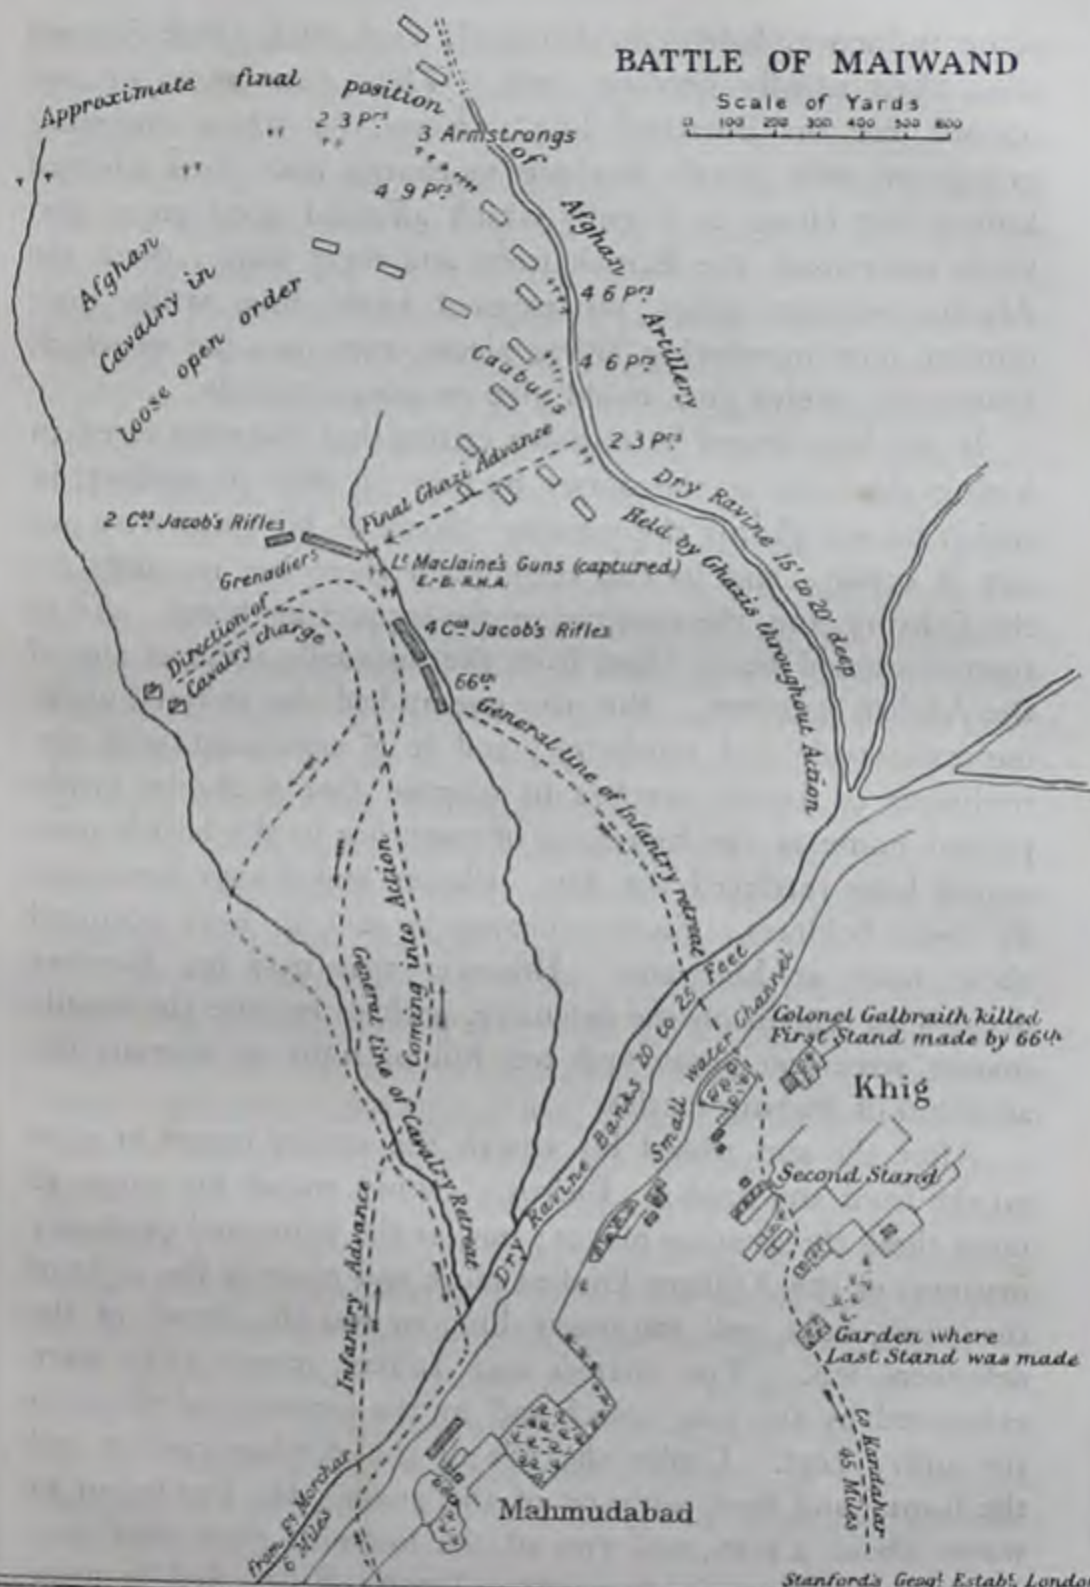 BATTLE OF MAIWAND
Scale of Yards
0 100 200 300 400 500 600
Approximate final position of Afghan Artillery
2 3 Prs
3 Armstrongs
4 9 Prs
Afghan
Cavalry in
loose open order
4 6 Prs
4 6 Prs
Caubulis
2 3 Prs
Final Ghazi Advance
Dry Ravine 15' to 20' deep
Held by Ghazis throughout Action
2 Cos Jacob's Rifles
Grenadiers
Lt Maclaine's Guns (captured)
E.-B. R.H.A.
Direction of
Cavalry charge
4 Cos Jacob's Rifles
66th
General line of Infantry retreat
Coming into Action
General line of Cavalry Retreat
Dry Ravine Banks 20 to 25 Feet
Small water Channel
Colonel Galbraith killed
First Stand made by 66th
Khig
Second Stand
Infantry Advance
Garden where
Last Stand was made
to Kandahar
45 Miles
Mahmudabad
from Ft Morchar
6 Miles
Stanford's Geogl. Estabt. London